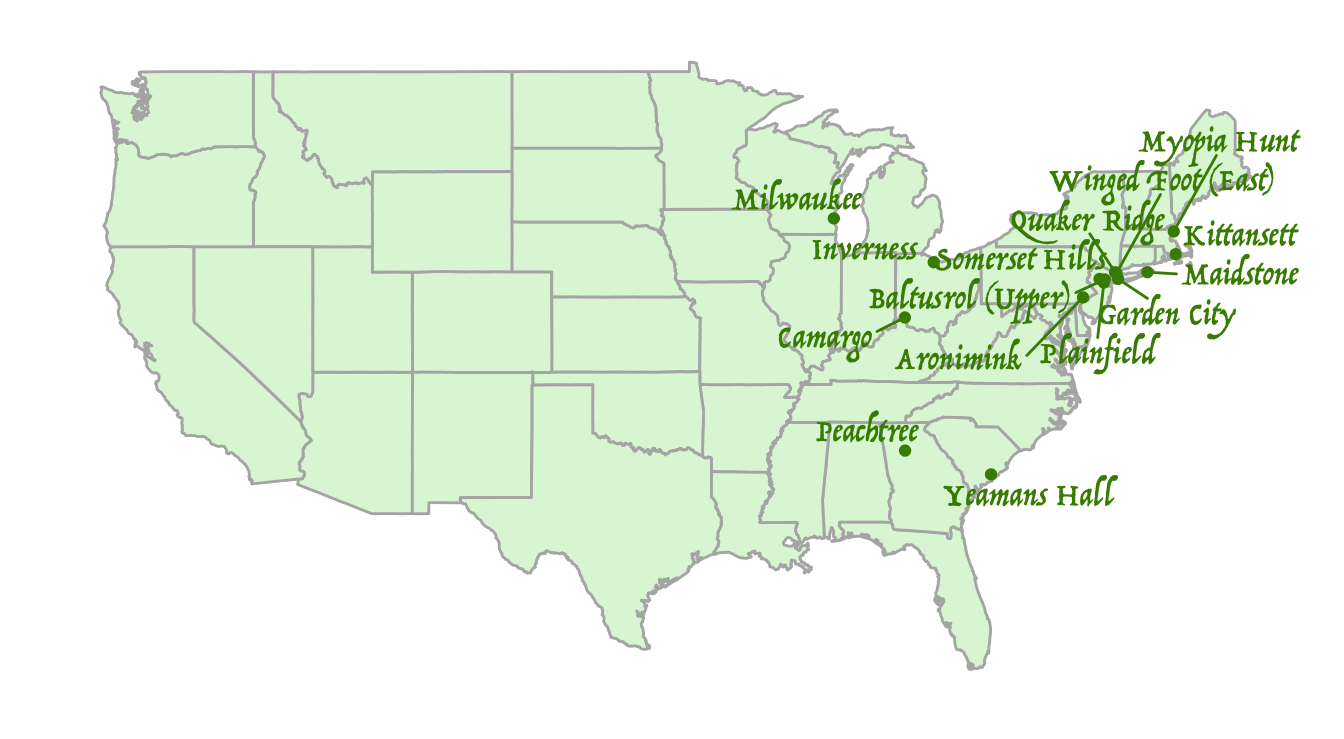 Myopia Hunt
Winged Foot (East)
Milwaukee
Quaker Ridge
Kittansett
Inverness
Somerset Hills
Maidstone
Baltusrol (Upper)
Garden City
Camargo
Aronimink
Plainfield
Peachtree
Yeamans Hall